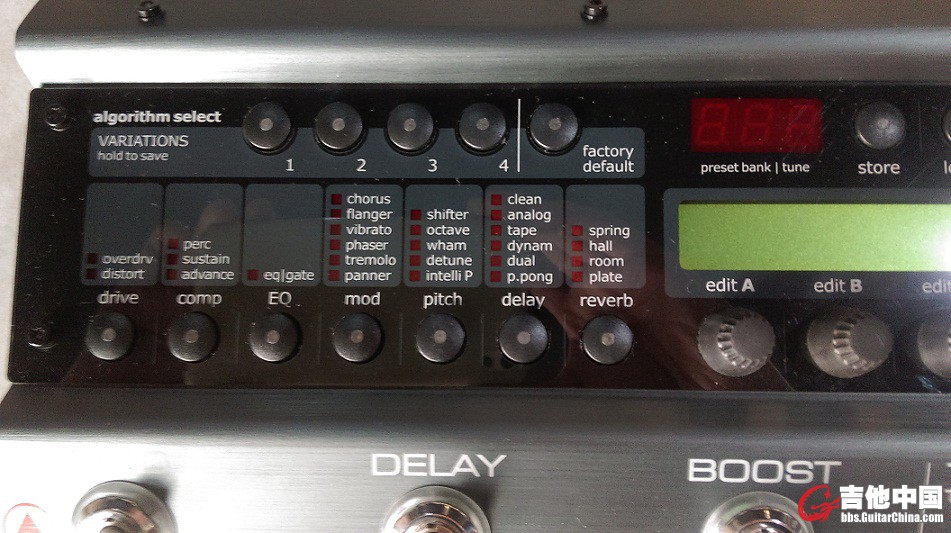 algorithm select
VARIATIONS
hold to save
1 2 3 4
factory
default
preset bank | tune
store
overdrv
distort
drive
perc
sustain
advance
comp
eq|gate
EQ
chorus
flanger
vibrato
phaser
tremolo
panner
mod
shifter
octave
wham
detune
intelli P
pitch
clean
analog
tape
dynam
dual
p.pong
delay
spring
hall
room
plate
reverb
edit A
edit B
edit
DELAY
BOOST
吉他中国
bbs.GuitarChina.com